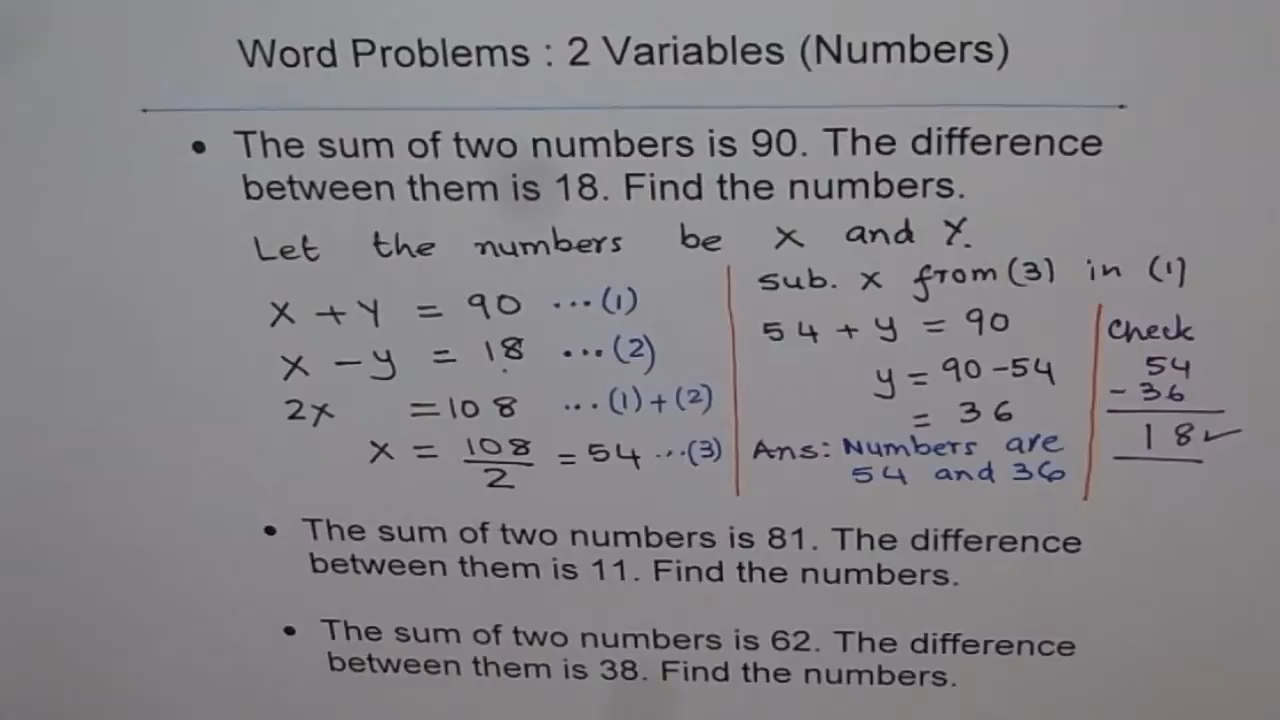 Word Problems : 2 Variables (Numbers)
• The sum of two numbers is 90. The difference
between them is 18. Find the numbers.
Let the numbers be x and y.
x + y = 90 ...(1)
x - y = 18 ...(2)
2x = 108 ...(1)+(2)
x = 108/2 = 54 ...(3)
sub. x from (3) in (1)
54 + y = 90
y = 90 - 54
= 36
Ans: Numbers are
54 and 36
Check
54
- 36
18 ✓
• The sum of two numbers is 81. The difference
between them is 11. Find the numbers.
• The sum of two numbers is 62. The difference
between them is 38. Find the numbers.